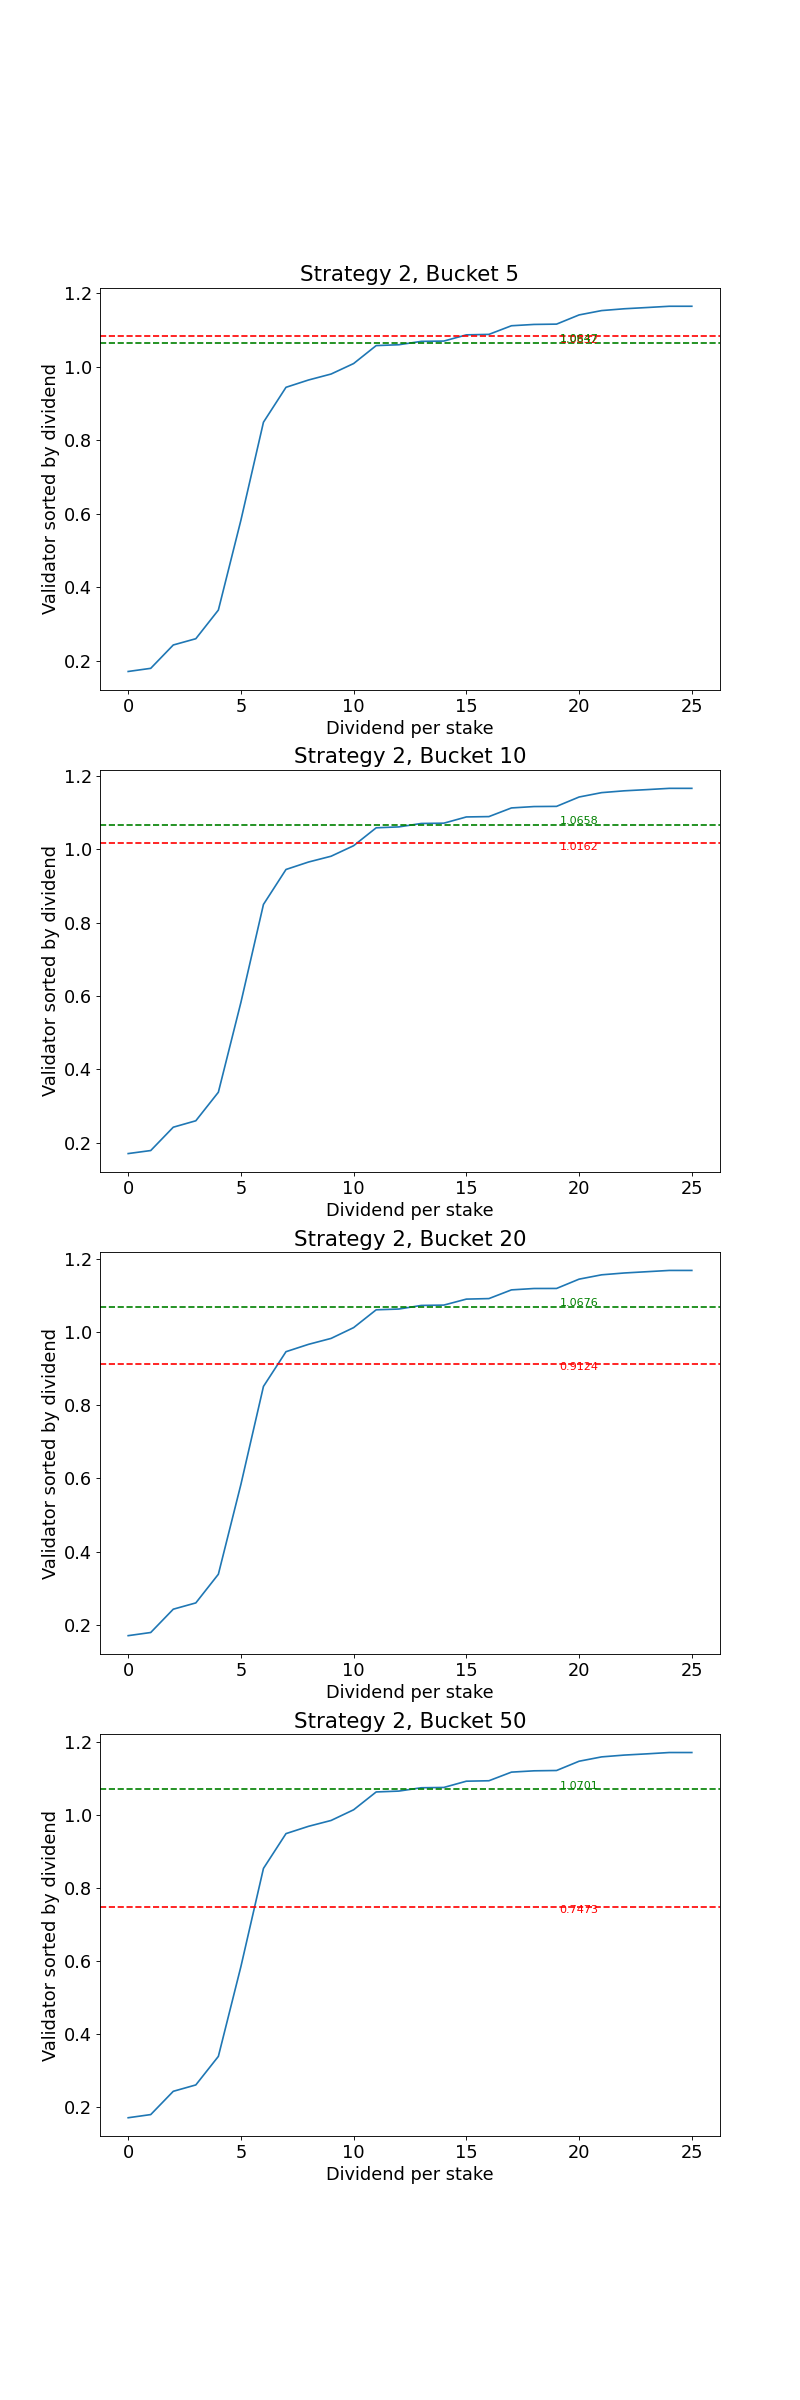 Strategy 2, Bucket 5
1.2
1.0
0.8
0.6
0.4
0.2
Validator sorted by dividend
0 5 10 15 20 25
Dividend per stake
Strategy 2, Bucket 10
1.2
1.0658
1.0162
1.0
0.8
0.6
0.4
0.2
Validator sorted by dividend
0 5 10 15 20 25
Dividend per stake
Strategy 2, Bucket 20
1.2
1.0676
1.0
0.9124
0.8
0.6
0.4
0.2
Validator sorted by dividend
0 5 10 15 20 25
Dividend per stake
Strategy 2, Bucket 50
1.2
1.0701
1.0
0.8
0.7473
0.6
0.4
0.2
Validator sorted by dividend
0 5 10 15 20 25
Dividend per stake